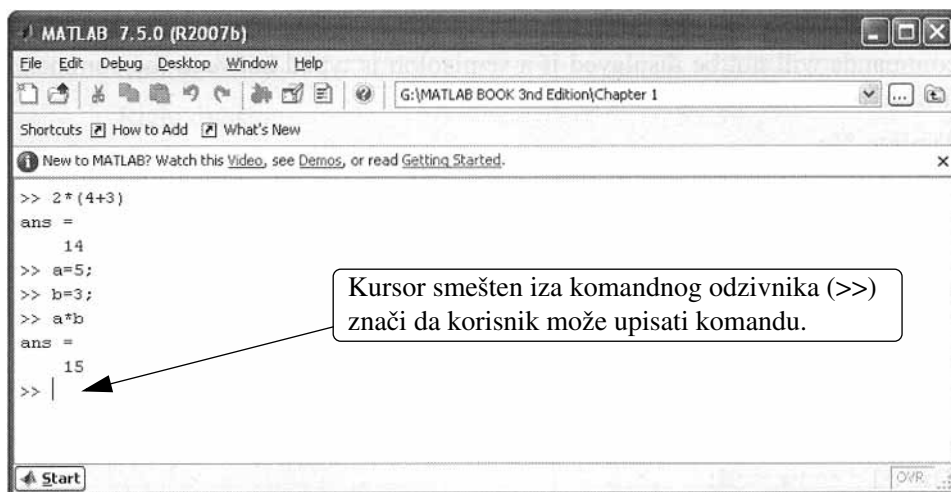 MATLAB 7.5.0 (R2007b)
File Edit Debug Desktop Window Help
G:\MATLAB BOOK 3nd Edition\Chapter 1
Shortcuts How to Add What's New
New to MATLAB? Watch this Video, see Demos, or read Getting Started.
>> 2*(4+3)
ans =
14
>> a=5;
>> b=3;
>> a*b
ans =
15
>>
Kursor smešten iza komandnog odzivnika (>>)
znači da korisnik može upisati komandu.
Start
OVR